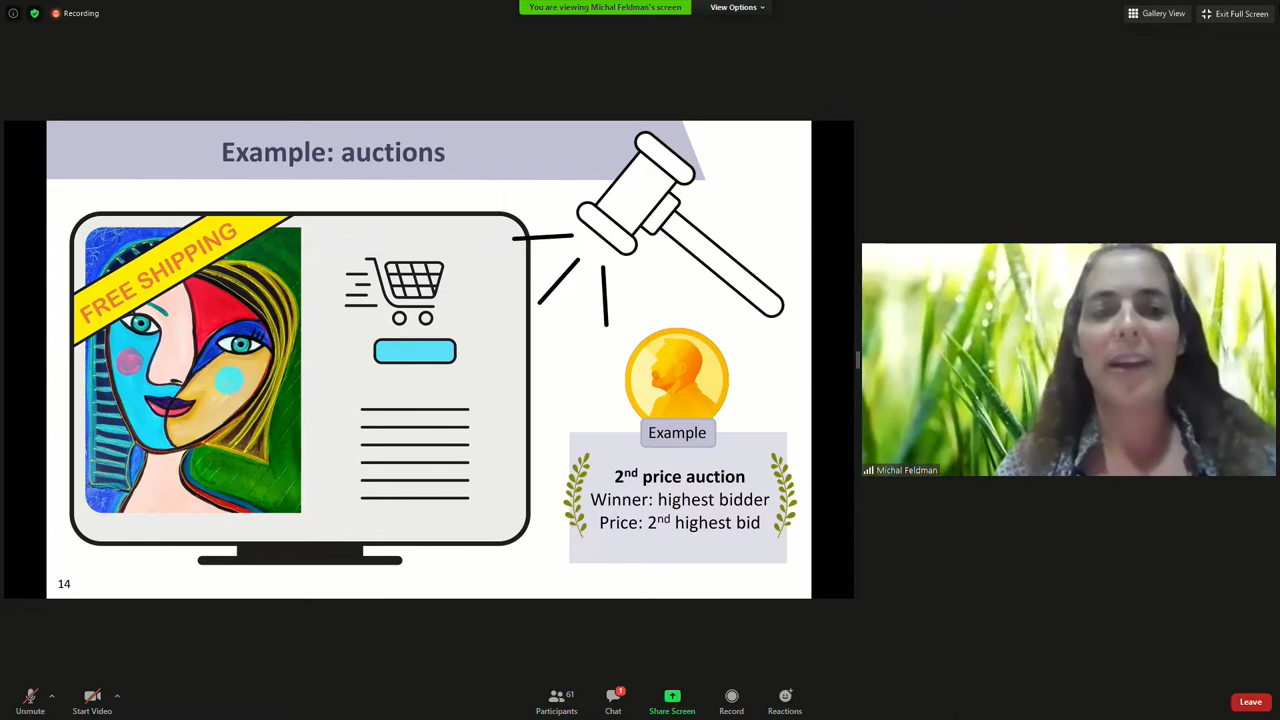 Recording
You are viewing Michal Feldman's screen
View Options
Gallery View
Exit Full Screen
Example: auctions
FREE SHIPPING
Example
2nd price auction
Winner: highest bidder
Price: 2nd highest bid
14
Michal Feldman
Unmute
Start Video
61
Participants
1
Chat
Share Screen
Record
Reactions
Leave